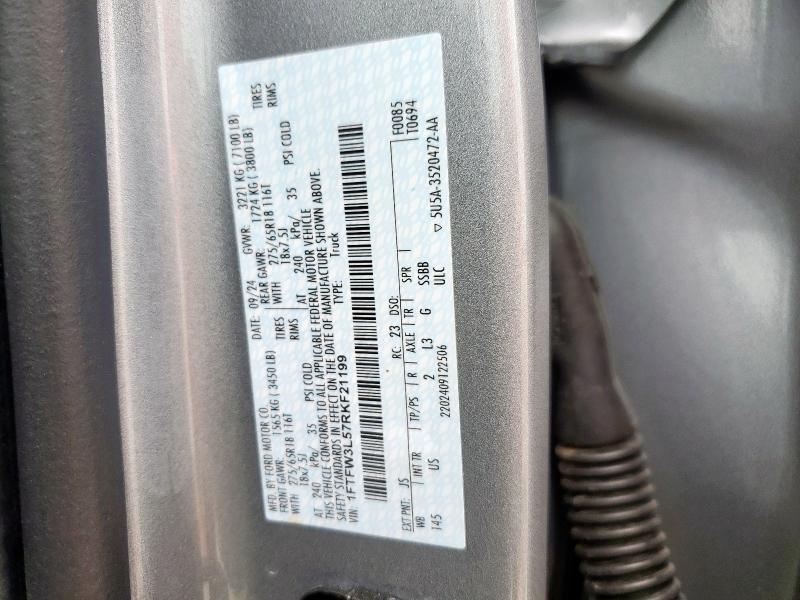 MFD. BY FORD MOTOR CO.
DATE: 09/24 GVWR: 3221 KG ( 7100 LB)
FRONT GAWR: 1565 KG ( 3450 LB)
REAR GAWR: 1724 KG ( 3800 LB)
WITH 275/65R18 116T TIRES
WITH 275/65R18 116T TIRES
18x7.5J RIMS
18x7.5J RIMS
AT 240 kPa/ 35 PSI COLD
AT 240 kPa/ 35 PSI COLD
THIS VEHICLE CONFORMS TO ALL APPLICABLE FEDERAL MOTOR VEHICLE
SAFETY STANDARDS IN EFFECT ON THE DATE OF MANUFACTURE SHOWN ABOVE.
VIN: 1FTFW3L57RKF21199 TYPE: Truck
F0085
EXT PNT: JS RC: 23 DSO: T0694
WB INT TR TP/PS R AXLE TR SPR
145 US 2 L3 G SSBB
2202409122506 ULC ▽ 5U5A-3520472-AA